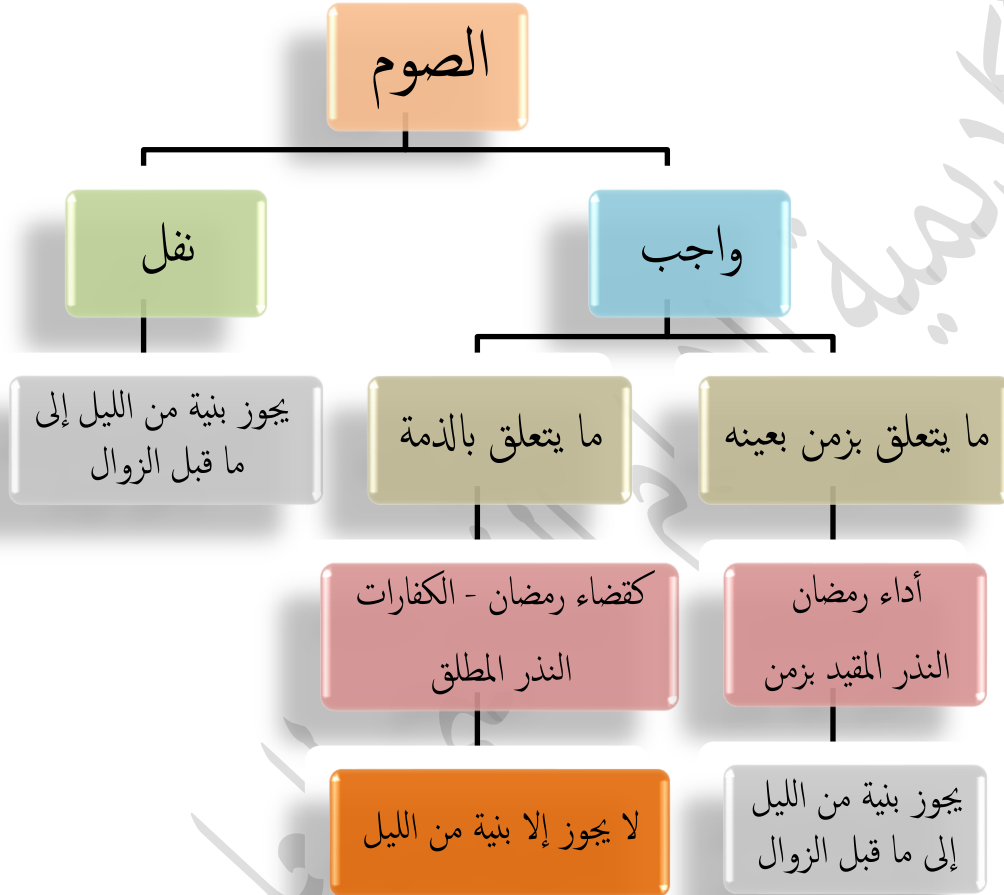 الصوم
واجب
نفل
ما يتعلق بزمن بعينه
ما يتعلق بالذمة
يجوز بنية من الليل إلى
ما قبل الزوال
أداء رمضان
النذر المقيد بزمن
كقضاء رمضان - الكفارات
النذر المطلق
يجوز بنية من الليل
إلى ما قبل الزوال
لا يجوز إلا بنية من الليل